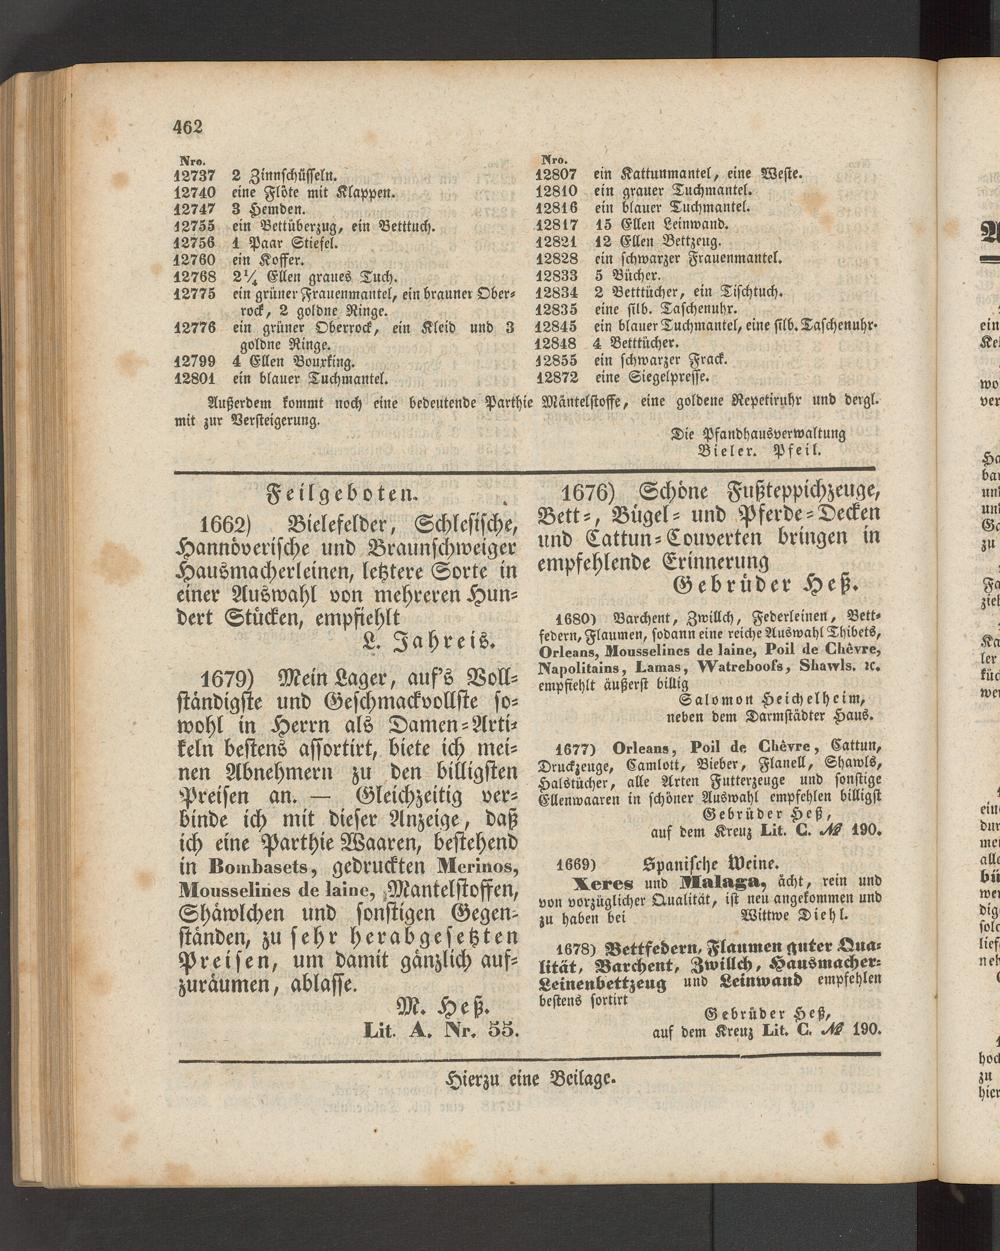 462
Nro.
12737 2 Zinnschüsseln.
12740 eine Flöte mit Klappen.
12747 3 Hemden.
12755 ein Bettüberzug, ein Betttuch.
12756 1 Paar Stiefel.
12760 ein Koffer.
12768 2¼ Ellen graues Tuch.
12775 ein grüner Frauenmantel, ein brauner Ober-
rock, 2 goldne Ringe.
12776 ein grüner Oberrock, ein Kleid und 3
goldne Ringe.
12799 4 Ellen Bourking.
12801 ein blauer Tuchmantel.
Nro.
12807 ein Kattunmantel, eine Weste.
12810 ein grauer Tuchmantel.
12816 ein blauer Tuchmantel.
12817 15 Ellen Leinwand.
12821 12 Ellen Bettzeug.
12828 ein schwarzer Frauenmantel.
12833 5 Bücher.
12834 2 Betttücher, ein Tischtuch.
12835 eine silb. Taschenuhr.
12845 ein blauer Tuchmantel, eine silb. Taschenuhr.
12848 4 Betttücher.
12855 ein schwarzer Frack.
12872 eine Siegelpresse.
Außerdem kommt noch eine bedeutende Parthie Mäntelstoffe, eine goldene Repetiruhr und dergl.
mit zur Versteigerung.
Die Pfandhausverwaltung
Bieler. Pfeil.
Feilgeboten.
1662) Bielefelder, Schlesische,
Hannöverische und Braunschweiger
Hausmacherleinen, letztere Sorte in
einer Auswahl von mehreren Hun-
dert Stücken, empfiehlt
L. Jahreis.
1679) Mein Lager, auf's Voll-
ständigste und Geschmackvollste so-
wohl in Herrn als Damen-Arti-
keln bestens assortirt, biete ich mei-
nen Abnehmern zu den billigsten
Preisen an. — Gleichzeitig ver-
binde ich mit dieser Anzeige, daß
ich eine Parthie Waaren, bestehend
in Bombasets, gedruckten Merinos,
Mousselines de laine, Mantelstoffen,
Shäwlchen und sonstigen Gegen-
ständen, zu sehr herabgesetzten
Preisen, um damit gänzlich auf-
zuräumen, ablasse.
M. Heß.
Lit. A. Nr. 55.
1676) Schöne Fußteppichzeuge,
Bett-, Bügel- und Pferde-Decken
und Cattun-Couverten bringen in
empfehlende Erinnerung
Gebrüder Heß.
1680) Barchent, Zwillch, Federleinen, Bett-
federn, Flaumen, sodann eine reiche Auswahl Thibets,
Orleans, Mousselines de laine, Poil de Chêvre,
Napolitains, Lamas, Watreboofs, Shawls. ꝛc.
empfiehlt äußerst billig
Salomon Heichelheim,
neben dem Darmstädter Haus.
1677) Orleans, Poil de Chêvre, Cattun,
Druckzeuge, Camlott, Bieber, Flanell, Shawls,
Halstücher, alle Arten Futterzeuge und sonstige
Ellenwaaren in schöner Auswahl empfehlen billigst
Gebrüder Heß,
auf dem Kreuz Lit. C. № 190.
1669) Spanische Weine.
Xeres und Malaga, ächt, rein und
von vorzüglicher Qualität, ist neu angekommen und
zu haben bei Wittwe Diehl.
1678) Bettfedern, Flaumen guter Qua-
lität, Barchent, Zwillch, Hausmacher-
Leinenbettzeug und Leinwand empfehlen
bestens sortirt
Gebrüder Heß,
auf dem Kreuz Lit. C. № 190.
Hierzu eine Beilage.